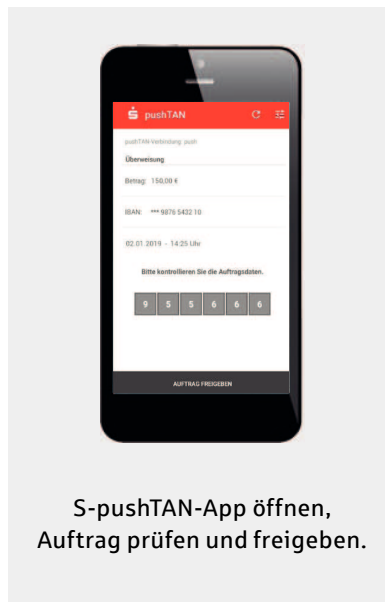 pushTAN
pushTAN-Verbindung: push
Überweisung
Betrag: 150,00 €
IBAN: *** 9876 5432 10
02.01.2019 - 14:25 Uhr
Bitte kontrollieren Sie die Auftragsdaten.
9 5 5 6 6 6
AUFTRAG FREIGEBEN
S-pushTAN-App öffnen,
Auftrag prüfen und freigeben.